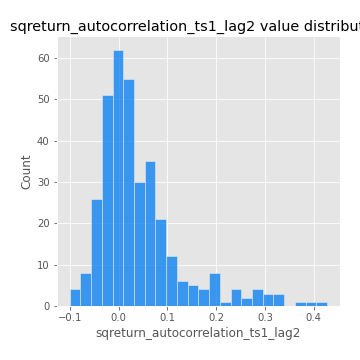 sqreturn_autocorrelation_ts1_lag2 value distribut
60
50
40
30
20
10
0
Count
−0.1 0.0 0.1 0.2 0.3 0.4
sqreturn_autocorrelation_ts1_lag2